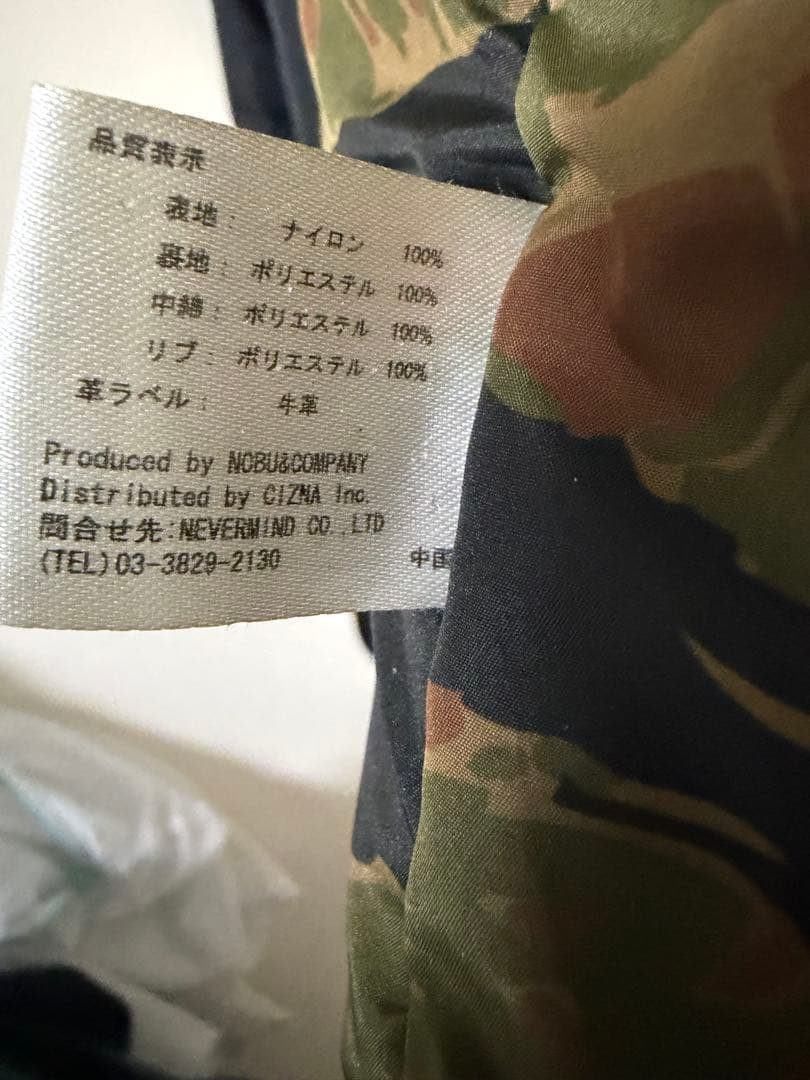 品質表示
表地： ナイロン 100%
裏地： ポリエステル 100%
中綿： ポリエステル 100%
リブ： ポリエステル 100%
革ラベル： 牛革
Produced by NOBU&COMPANY
Distributed by CIZMA Inc.
問合せ先:NEVERMIND CO.,LTD
(TEL)03-3829-2130 中国